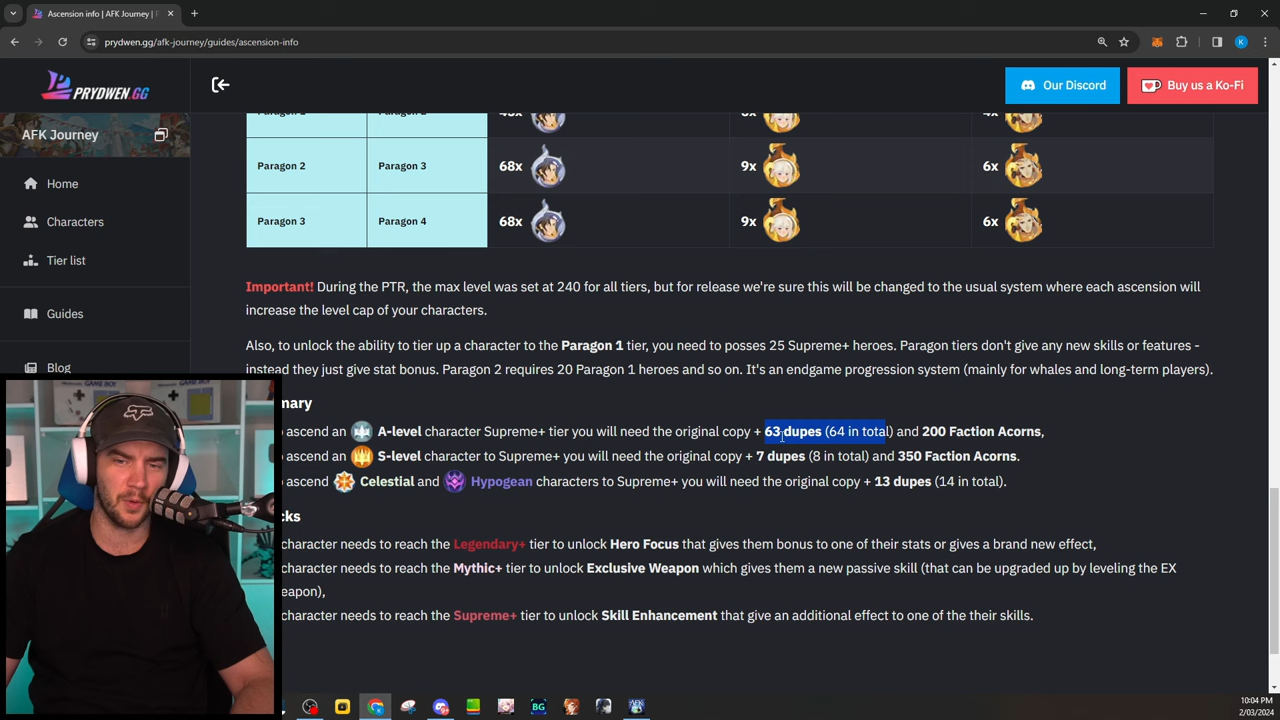 Ascension info | AFK Journey | P
prydwen.gg/afk-journey/guides/ascension-info
PRYDWEN.GG
Our Discord
Buys us a Ko-Fi
AFK Journey
Home
Characters
Tier list
Guides
Blog
Paragon 2 Paragon 3 68x 9x 6x
Paragon 3 Paragon 4 68x 9x 6x
Important! During the PTR, the max level was set at 240 for all tiers, but for release we're sure this will be changed to the usual system where each ascension will
increase the level cap of your characters.
Also, to unlock the ability to tier up a character to the Paragon 1 tier, you need to posses 25 Supreme+ heroes. Paragon tiers don't give any new skills or features -
instead they just give stat bonus. Paragon 2 requires 20 Paragon 1 heroes and so on. It's an endgame progression system (mainly for whales and long-term players).
mary
o ascend an A-level character Supreme+ tier you will need the original copy + 63 dupes (64 in total) and 200 Faction Acorns,
o ascend an S-level character to Supreme+ you will need the original copy + 7 dupes (8 in total) and 350 Faction Acorns.
o ascend Celestial and Hypogean characters to Supreme+ you will need the original copy + 13 dupes (14 in total).
cks
character needs to reach the Legendary+ tier to unlock Hero Focus that gives them bonus to one of their stats or gives a brand new effect,
character needs to reach the Mythic+ tier to unlock Exclusive Weapon which gives them a new passive skill (that can be upgraded up by leveling the EX
eapon),
character needs to reach the Supreme+ tier to unlock Skill Enhancement that give an additional effect to one of the their skills.
10:04 PM
2/03/2024